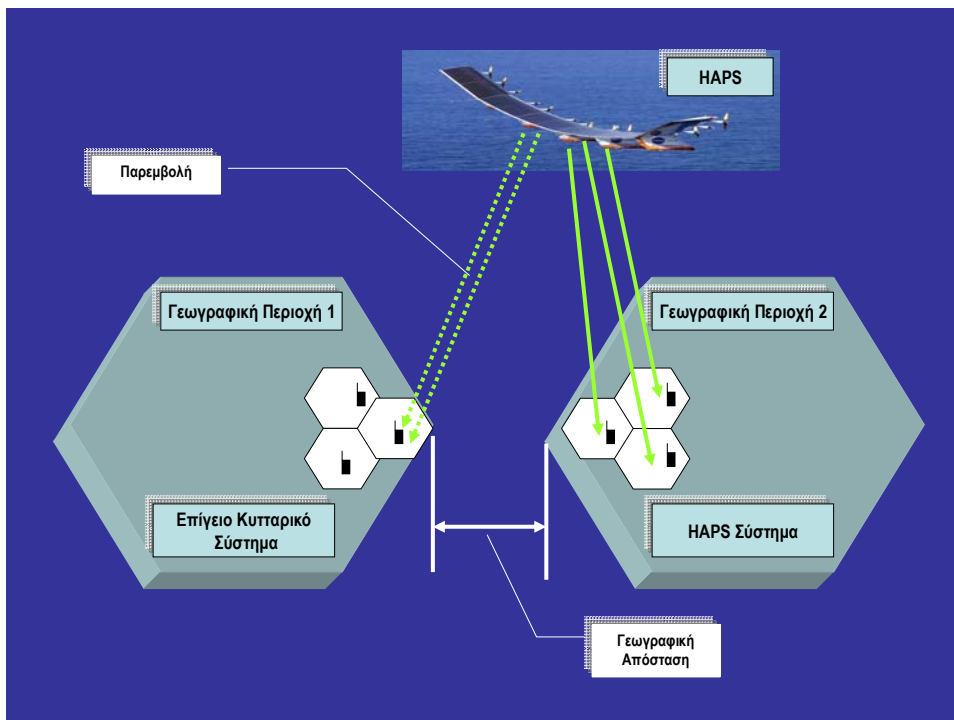 HAPS
Παρεμβολή
Γεωγραφική Περιοχή 1
Γεωγραφική Περιοχή 2
Επίγειο Κυτταρικό
Σύστημα
HAPS Σύστημα
Γεωγραφική
Απόσταση